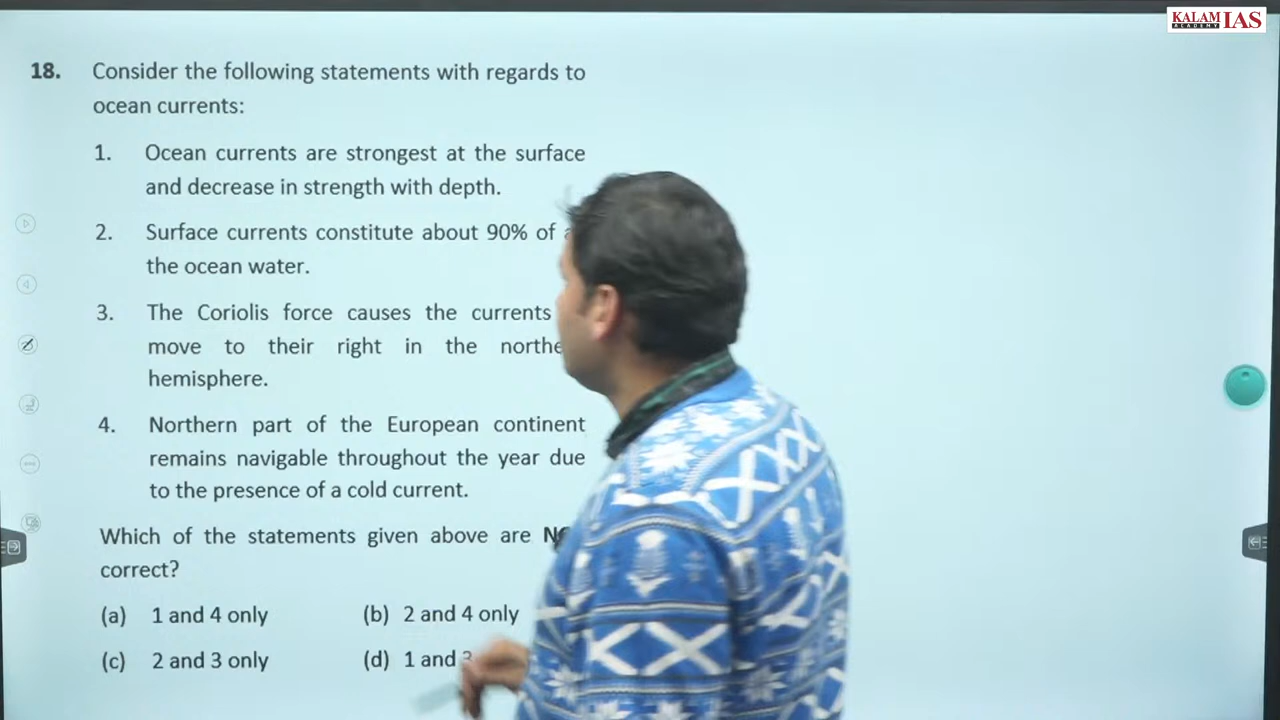 KALAM IAS
ACADEMY
18. Consider the following statements with regards to
ocean currents:
1. Ocean currents are strongest at the surface
and decrease in strength with depth.
2. Surface currents constitute about 90% of
the ocean water.
3. The Coriolis force causes the currents
move to their right in the northe
hemisphere.
4. Northern part of the European continent
remains navigable throughout the year due
to the presence of a cold current.
Which of the statements given above are
correct?
(a) 1 and 4 only (b) 2 and 4 only
(c) 2 and 3 only (d) 1 and